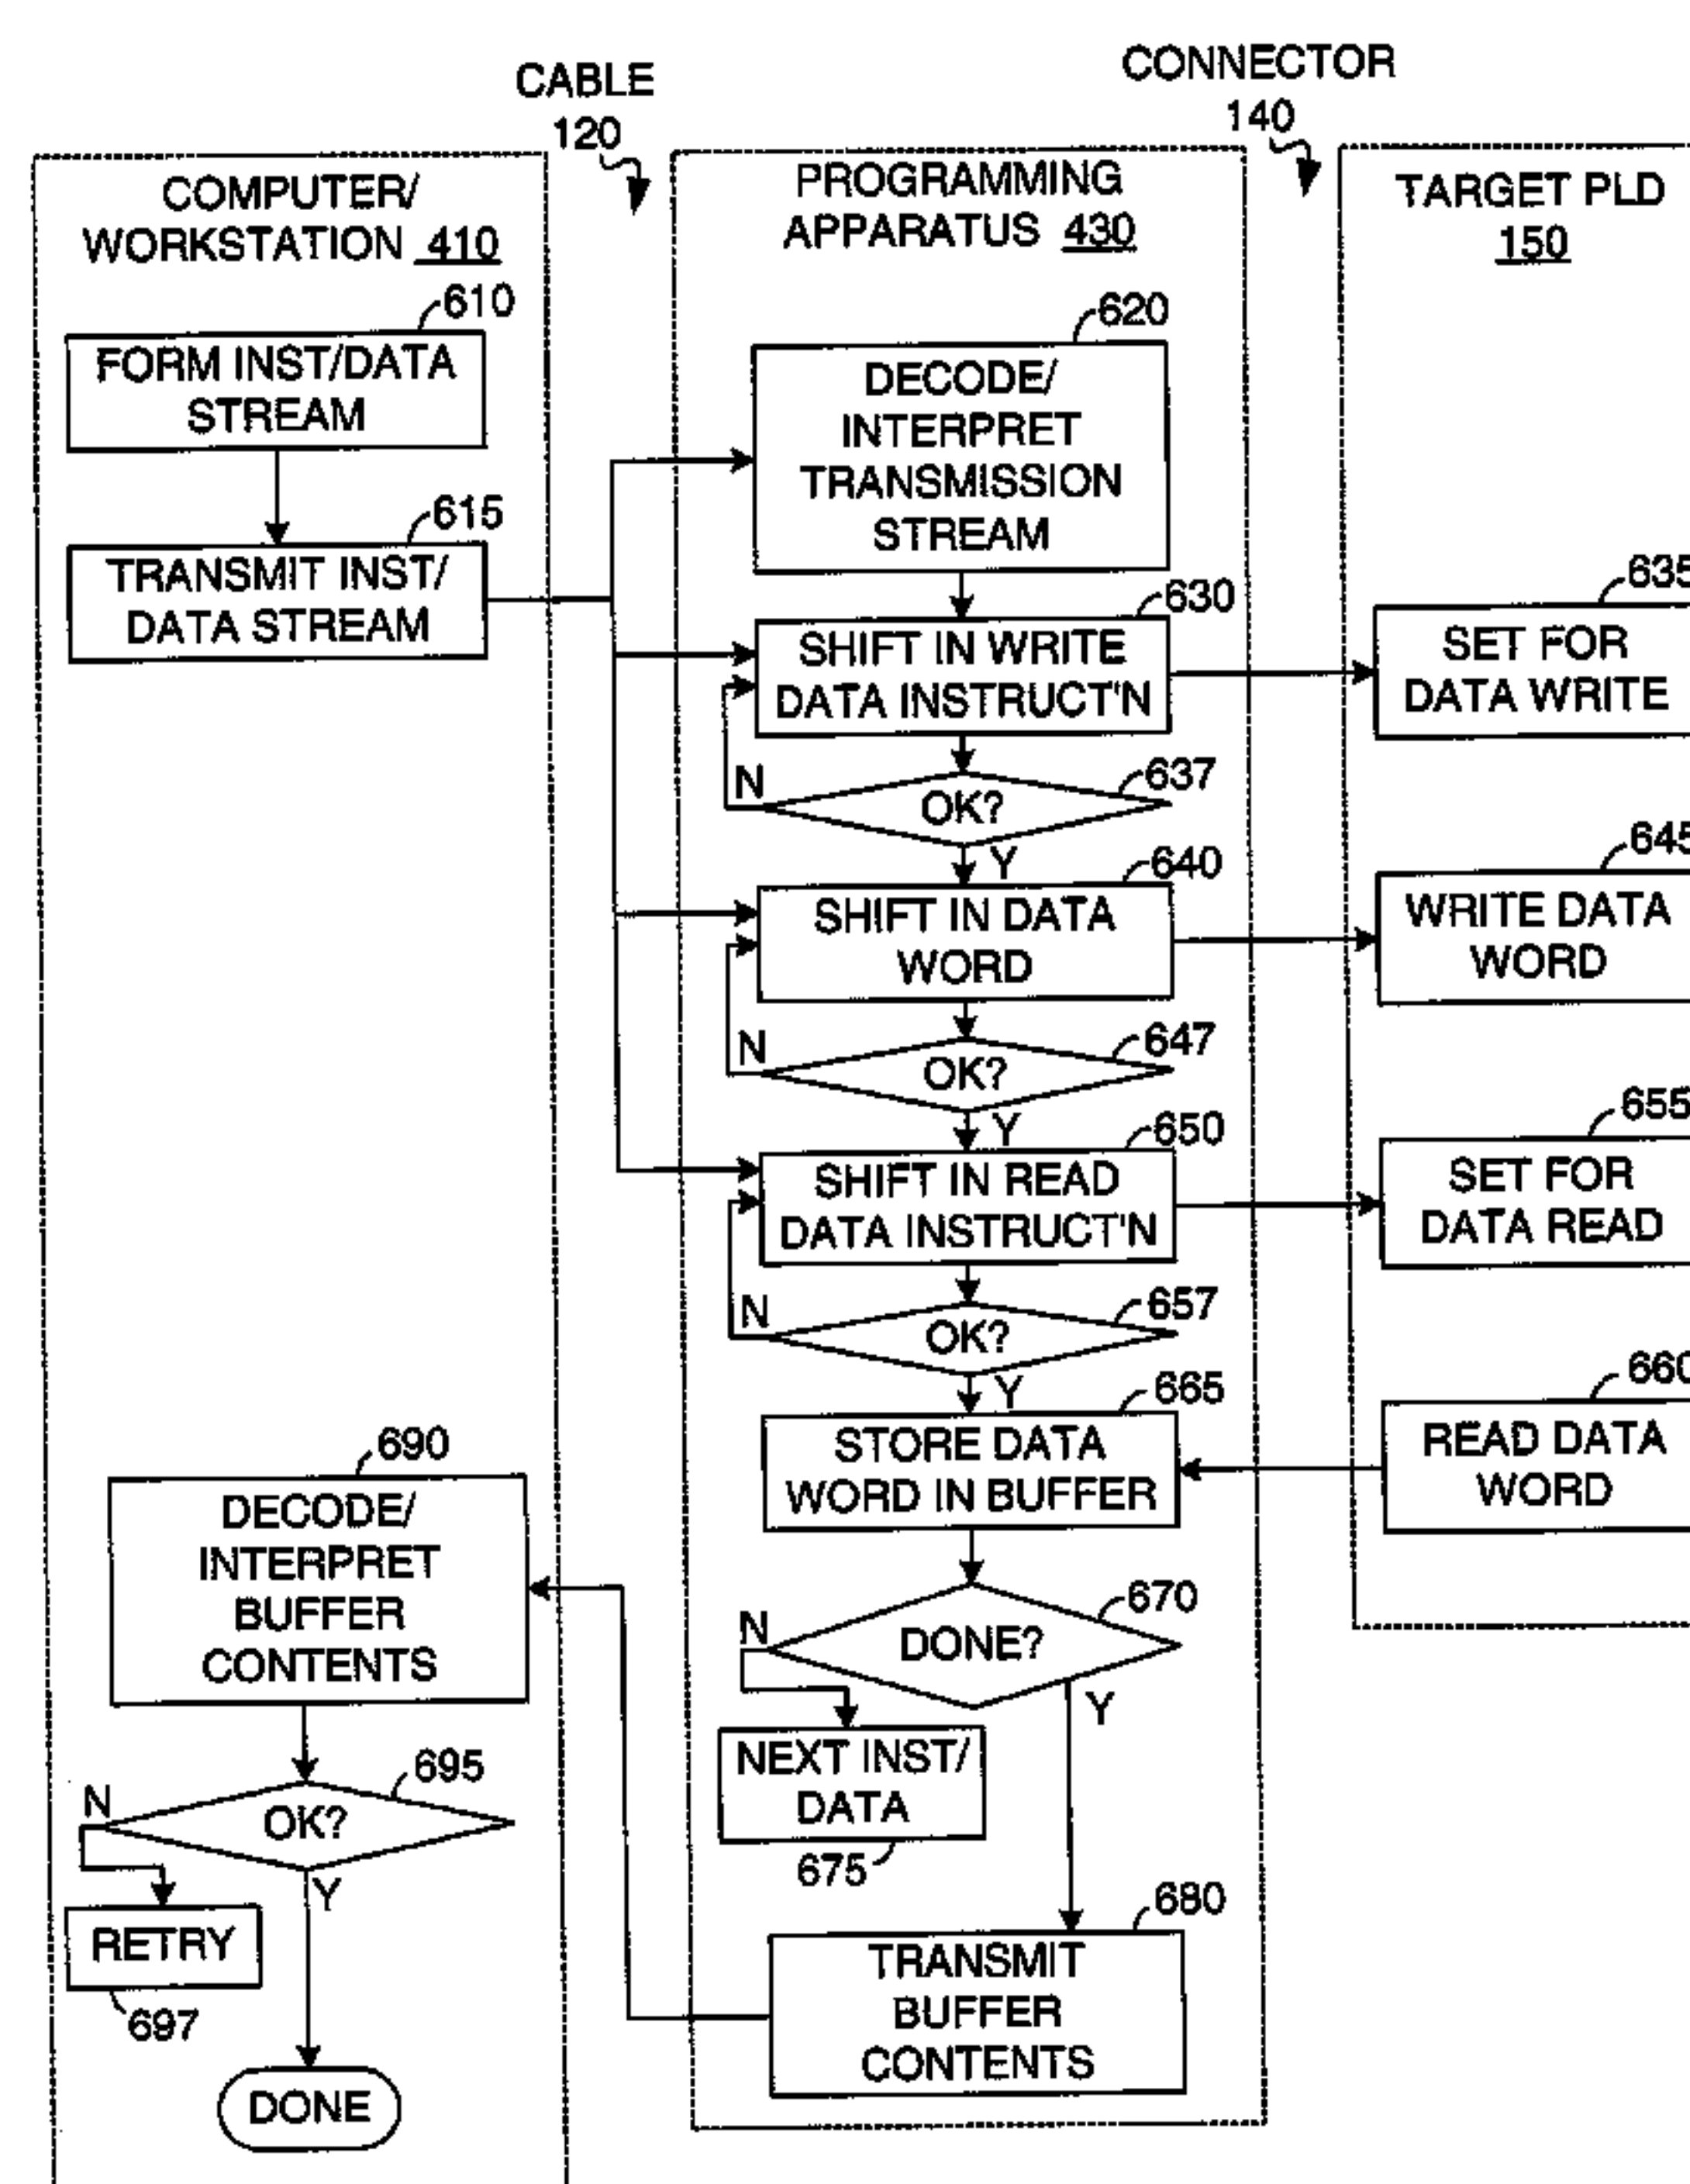 CABLE
120
CONNECTOR
140
COMPUTER/
WORKSTATION 410
610
FORM INST/DATA
STREAM
615
TRANSMIT INST/
DATA STREAM
690
DECODE/
INTERPRET
BUFFER
CONTENTS
695
N
OK?
Y
RETRY
697
DONE
PROGRAMMING
APPARATUS 430
620
DECODE/
INTERPRET
TRANSMISSION
STREAM
630
SHIFT IN WRITE
DATA INSTRUCT'N
N
637
OK?
Y
640
SHIFT IN DATA
WORD
N
647
OK?
Y
650
SHIFT IN READ
DATA INSTRUCT'N
N
657
OK?
Y
665
STORE DATA
WORD IN BUFFER
670
N
DONE?
Y
NEXT INST/
DATA
675
680
TRANSMIT
BUFFER
CONTENTS
TARGET PLD
150
635
SET FOR
DATA WRITE
645
WRITE DATA
WORD
655
SET FOR
DATA READ
660
READ DATA
WORD